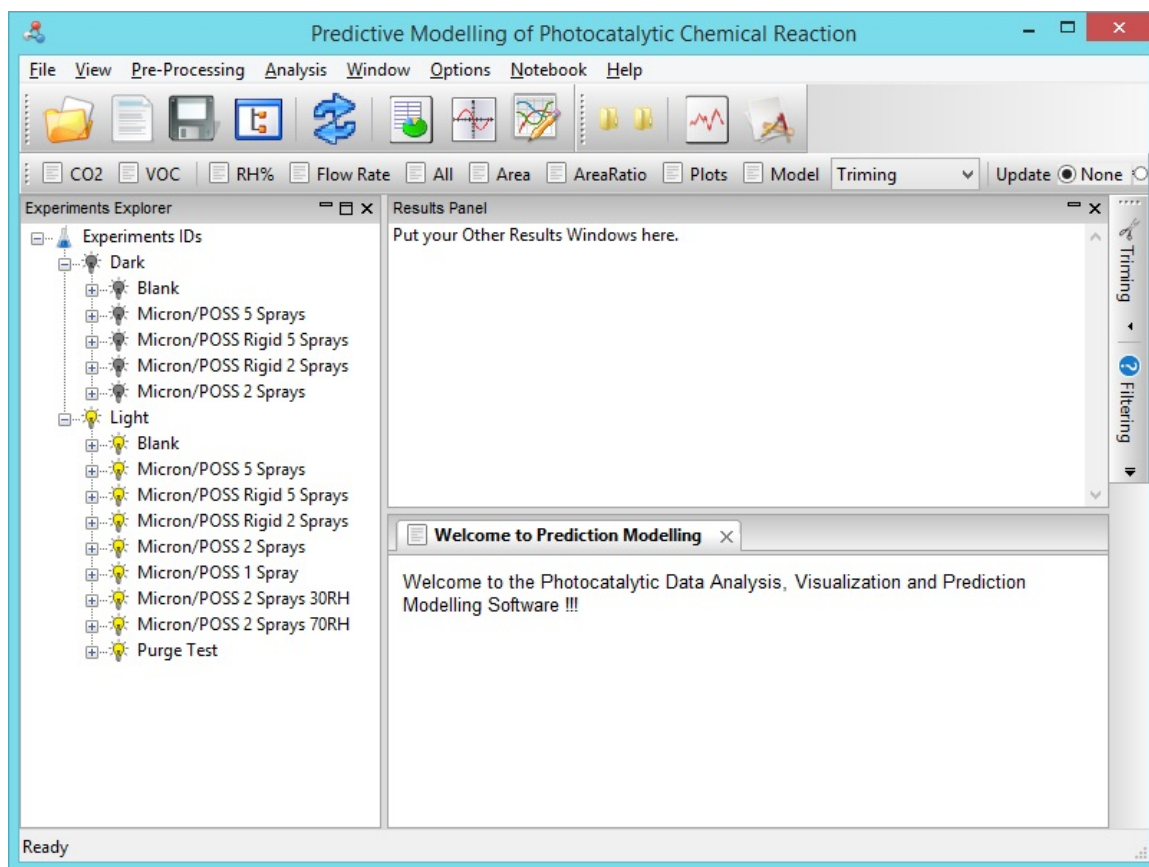 Predictive Modelling of Photocatalytic Chemical Reaction
File View Pre-Processing Analysis Window Options Notebook Help
CO2 VOC RH% Flow Rate All Area AreaRatio Plots Model Triming Update None
Experiments Explorer
Experiments IDs
Dark
Blank
Micron/POSS 5 Sprays
Micron/POSS Rigid 5 Sprays
Micron/POSS Rigid 2 Sprays
Micron/POSS 2 Sprays
Light
Blank
Micron/POSS 5 Sprays
Micron/POSS Rigid 5 Sprays
Micron/POSS Rigid 2 Sprays
Micron/POSS 2 Sprays
Micron/POSS 1 Spray
Micron/POSS 2 Sprays 30RH
Micron/POSS 2 Sprays 70RH
Purge Test
Results Panel
Put your Other Results Windows here.
Triming
Filtering
Welcome to Prediction Modelling
Welcome to the Photocatalytic Data Analysis, Visualization and Prediction
Modelling Software !!!
Ready